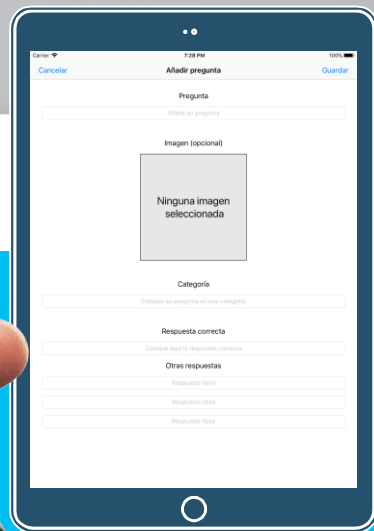 Carrier 7:28 PM 100%
Cancelar Añadir pregunta Guardar
Pregunta
Añada su pregunta
Imagen (opcional)
Ninguna imagen
seleccionada
Categoría
Coloque su pregunta en una categoría
Respuesta correcta
Coloque aquí la respuesta correcta
Otras respuestas
Respuesta falsa
Respuesta falsa
Respuesta falsa